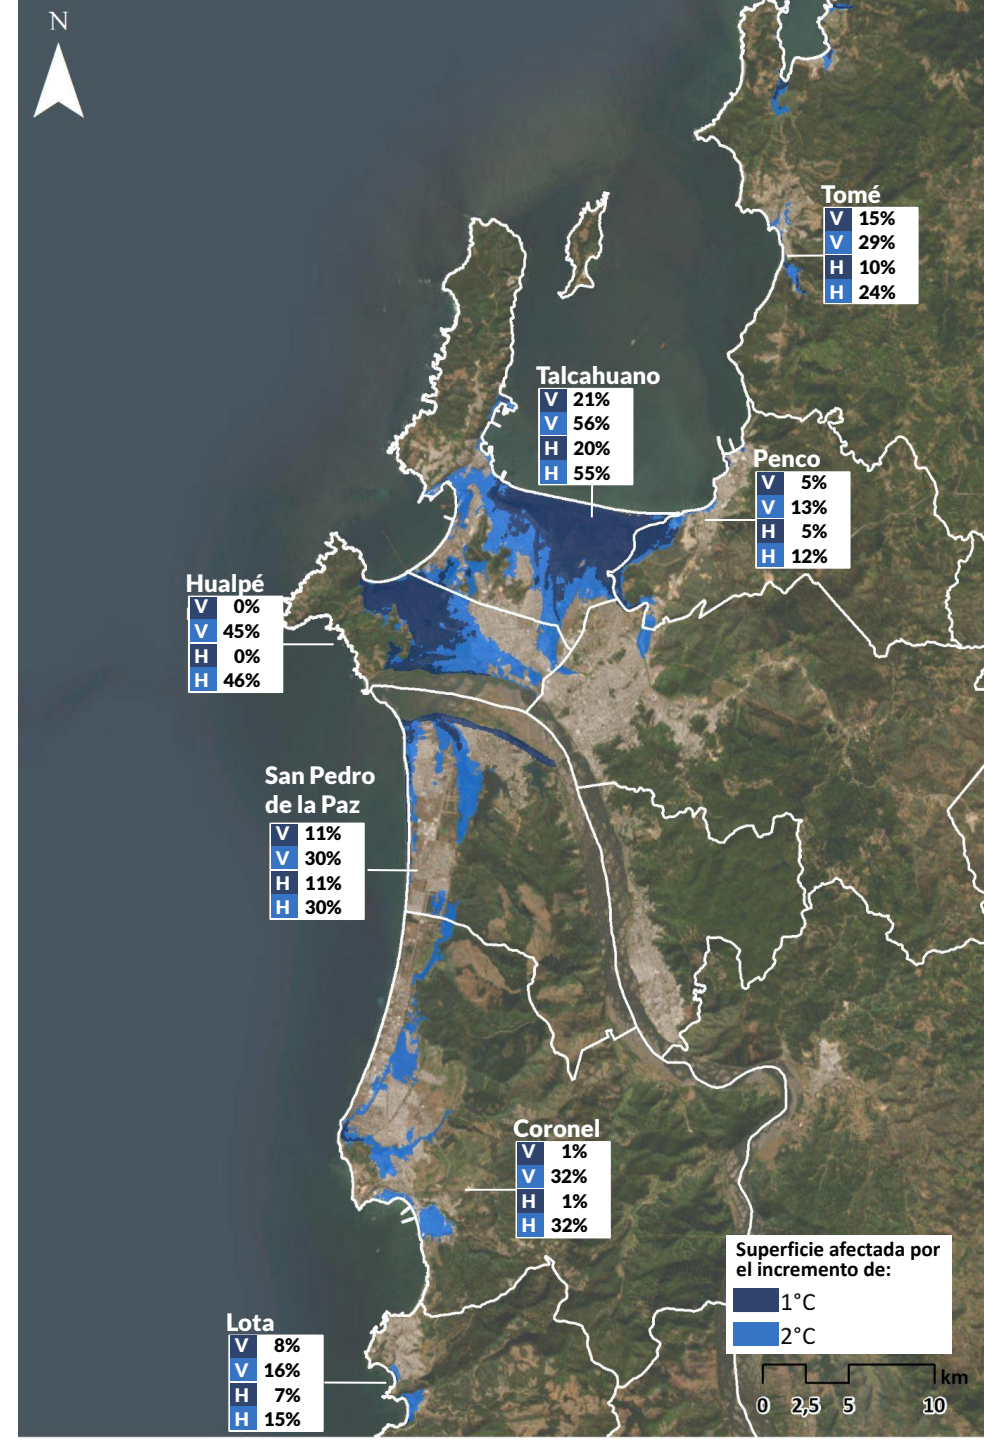 N
Tomé
V 15%
V 29%
H 10%
H 24%
Talcahuano
V 21%
V 56%
H 20%
H 55%
Penco
V 5%
V 13%
H 5%
H 12%
Hualpé
V 0%
V 45%
H 0%
H 46%
San Pedro
de la Paz
V 11%
V 30%
H 11%
H 30%
Coronel
V 1%
V 32%
H 1%
H 32%
Lota
V 8%
V 16%
H 7%
H 15%
Superficie afectada por
el incremento de:
1°C
2°C
km
0 2,5 5 10